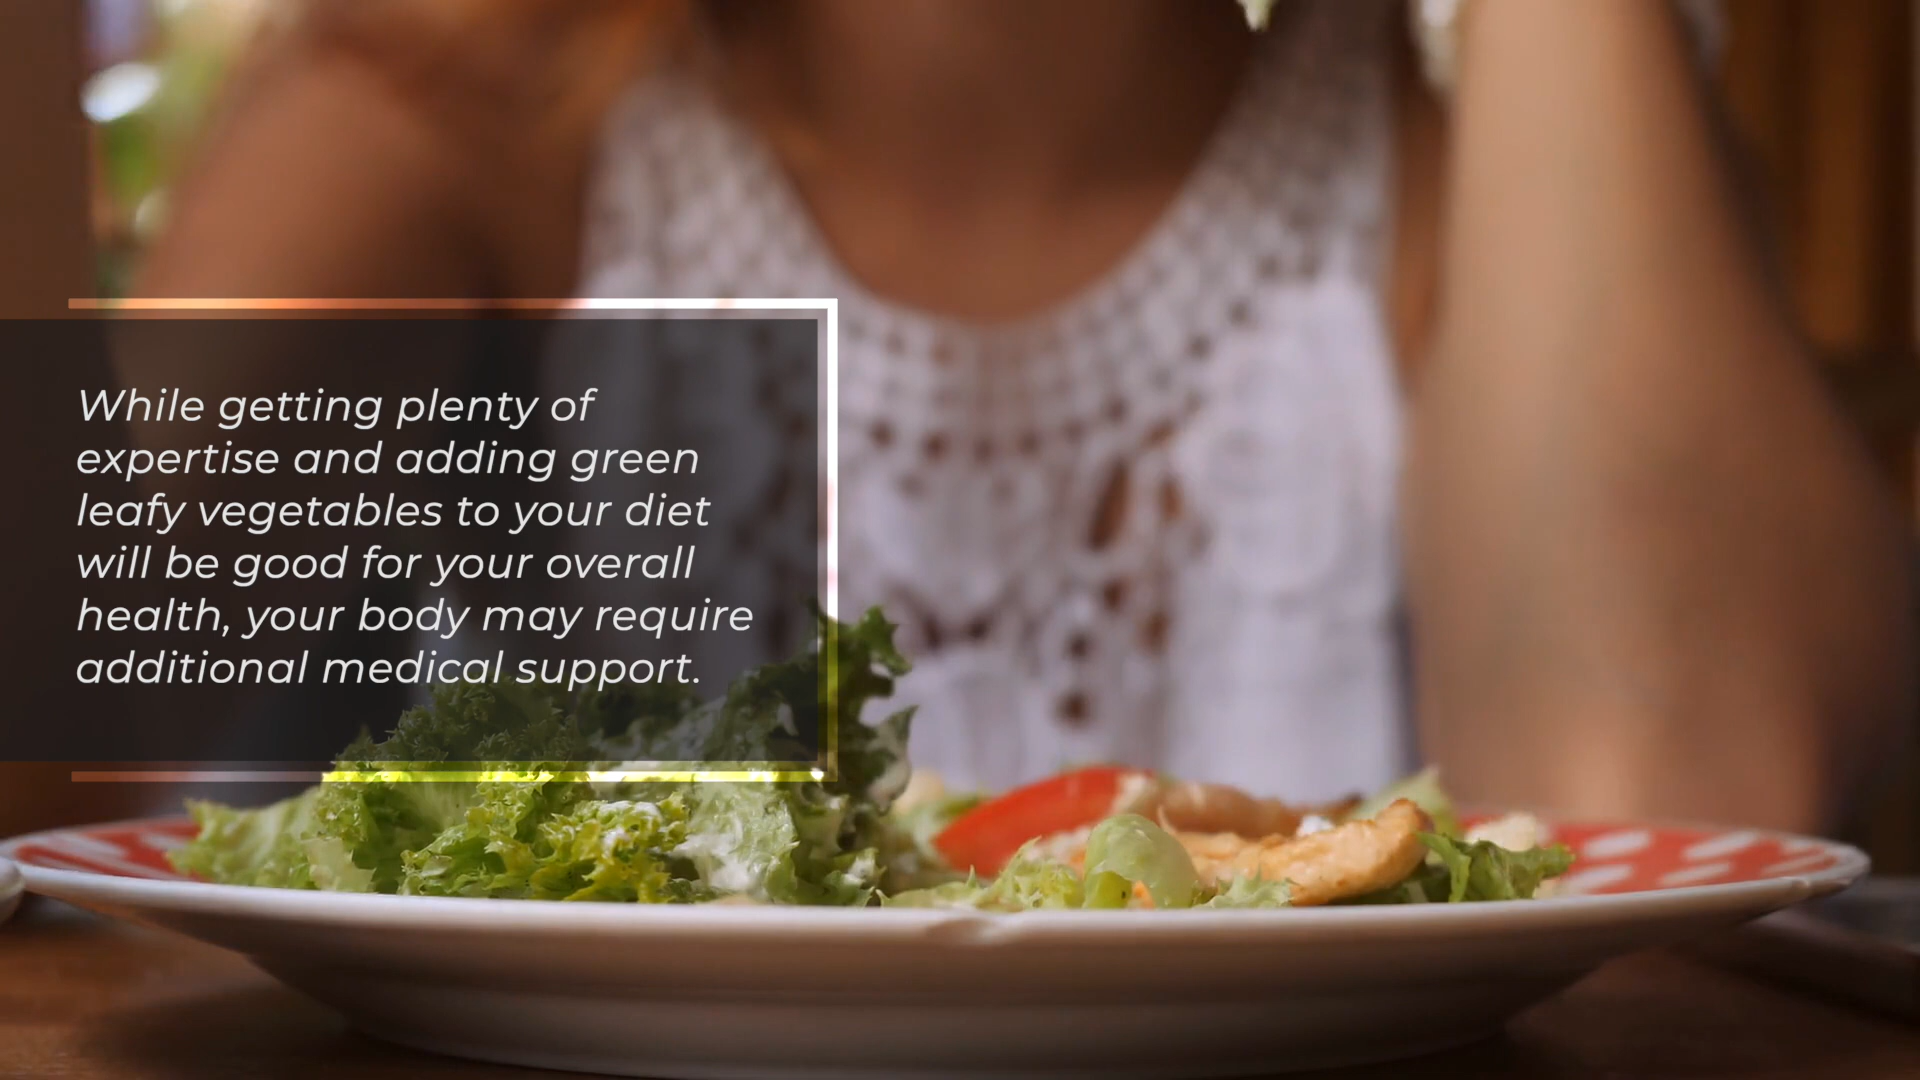 While getting plenty of
expertise and adding green
leafy vegetables to your diet
will be good for your overall
health, your body may require
additional medical support.